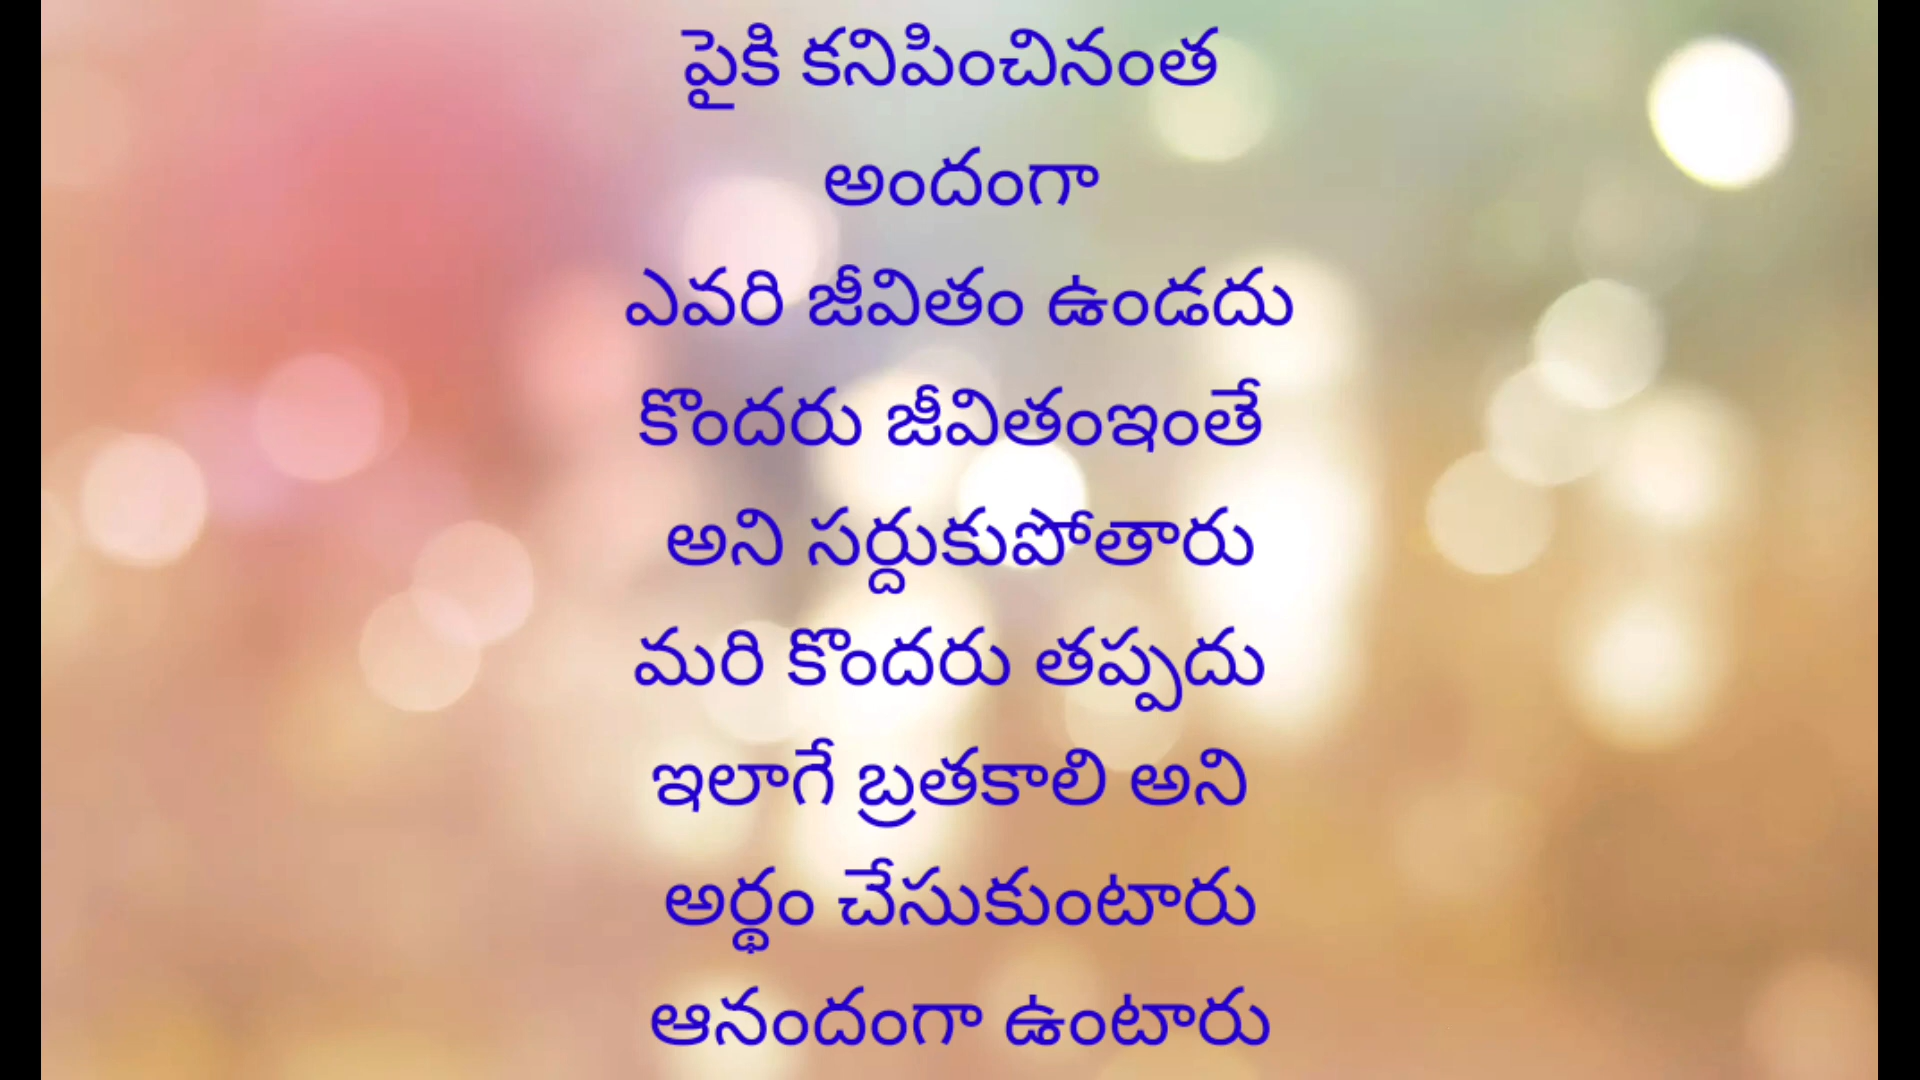 పైకి కనిపించినంత
అందంగా
ఎవరి జీవితం ఉండదు
కొందరు జీవితంఇంతే
అని సర్దుకుపోతారు
మరి కొందరు తప్పదు
ఇలాగే బ్రతకాలి అని
అర్థం చేసుకుంటారు
ఆనందంగా ఉంటారు